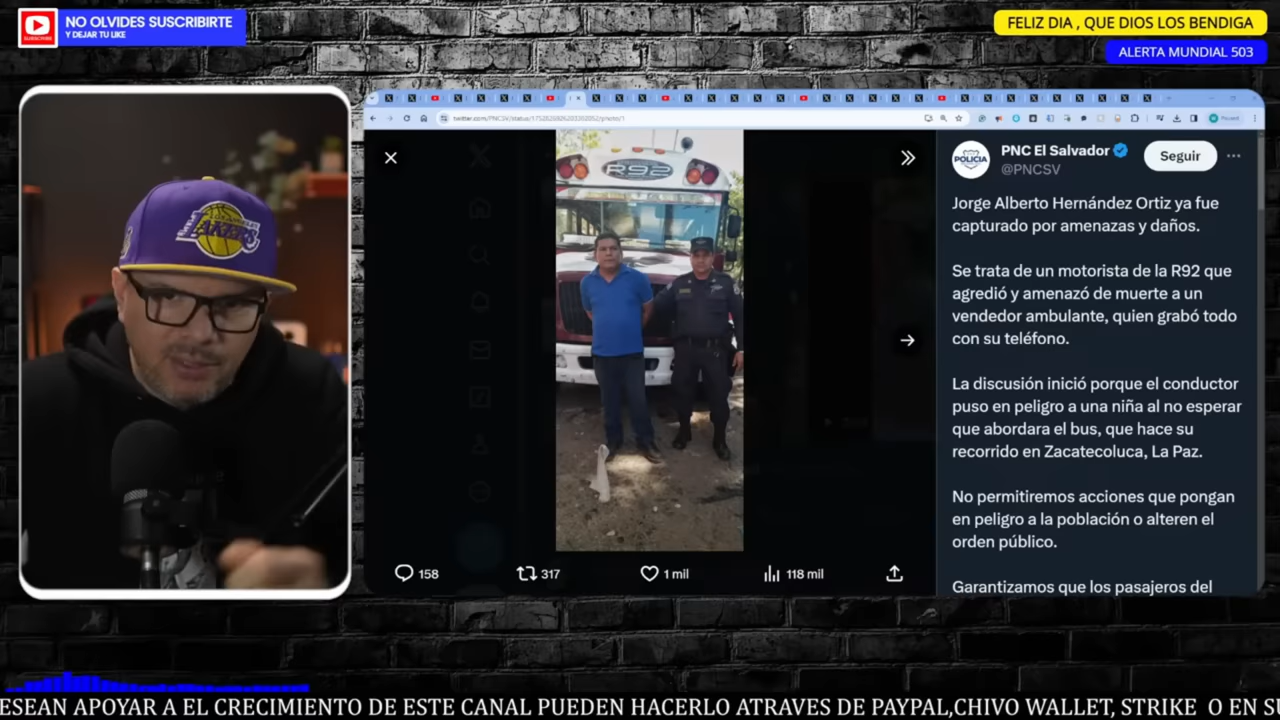 NO OLVIDES SUSCRIBIRTE
Y DEJAR TU LIKE
SUBSCRIBE
FELIZ DIA , QUE DIOS LOS BENDIGA
ALERTA MUNDIAL 503
LAKERS
R92
POLICIA
PNC El Salvador
@PNCSV
Seguir
Jorge Alberto Hernández Ortiz ya fue
capturado por amenazas y daños.
Se trata de un motorista de la R92 que
agredió y amenazó de muerte a un
vendedor ambulante, quien grabó todo
con su teléfono.
La discusión inició porque el conductor
puso en peligro a una niña al no esperar
que abordara el bus, que hace su
recorrido en Zacatecoluca, La Paz.
No permitiremos acciones que pongan
en peligro a la población o alteren el
orden público.
Garantizamos que los pasajeros del
158
317
1 mil
118 mil
ESEAN APOYAR A EL CRECIMIENTO DE ESTE CANAL PUEDEN HACERLO ATRAVES DE PAYPAL,CHIVO WALLET, STRIKE O EN SU